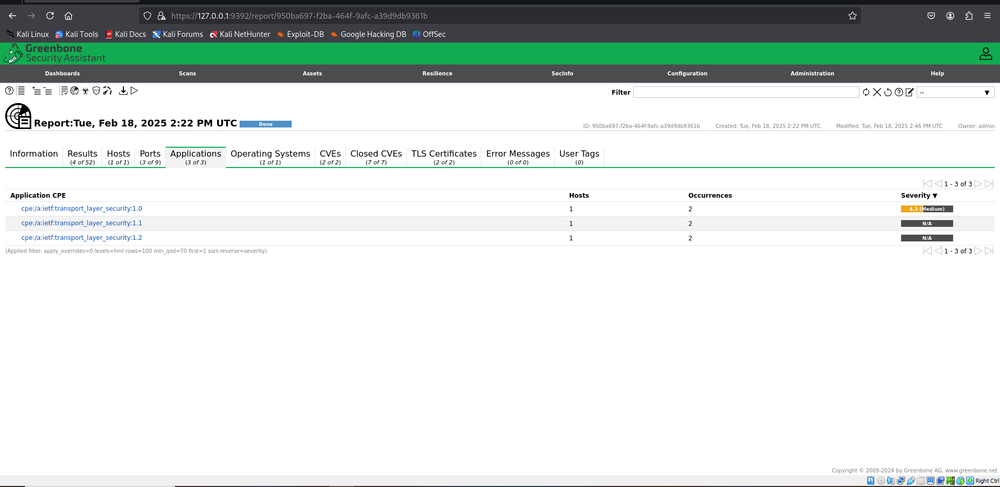 https://127.0.0.1:9392/report/950ba697-f2ba-464f-9afc-a39d9db9361b
Kali Linux Kali Tools Kali Docs Kali Forums Kali NetHunter Exploit-DB Google Hacking DB OffSec
Greenbone
Security Assistant
Dashboards Scans Assets Resilience SecInfo Configuration Administration Help
Filter --
Report:Tue, Feb 18, 2025 2:22 PM UTC Done ID: 950ba697-f2ba-464f-9afc-a39d9db9361b Created: Tue, Feb 18, 2025 2:22 PM UTC Modified: Tue, Feb 18, 2025 2:46 PM UTC Owner: admin
Information Results Hosts Ports Applications Operating Systems CVEs Closed CVEs TLS Certificates Error Messages User Tags
(4 of 52) (1 of 1) (3 of 9) (3 of 3) (1 of 1) (2 of 2) (7 of 7) (2 of 2) (0 of 0) (0)
1 - 3 of 3
Application CPE Hosts Occurrences Severity ▼
cpe:/a:ietf:transport_layer_security:1.0 1 2 4.3 (Medium)
cpe:/a:ietf:transport_layer_security:1.1 1 2 N/A
cpe:/a:ietf:transport_layer_security:1.2 1 2 N/A
(Applied filter: apply_overrides=0 levels=hml rows=100 min_qod=70 first=1 sort-reverse=severity) 1 - 3 of 3
Copyright © 2009-2024 by Greenbone AG, www.greenbone.net
Right Ctrl